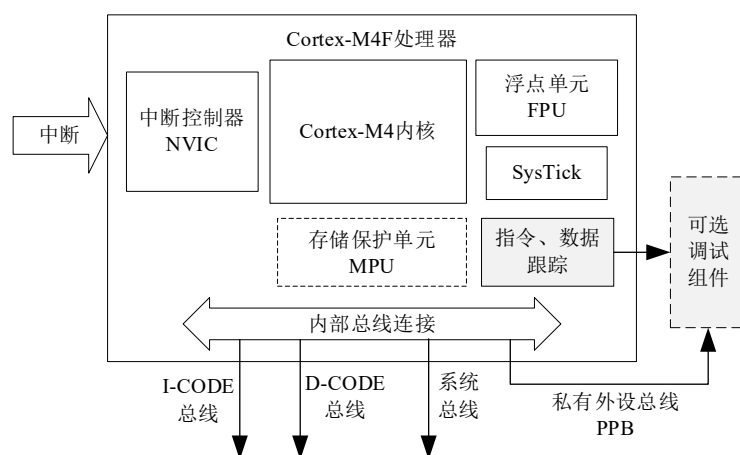 Cortex-M4F处理器
中断
中断控制器
NVIC
Cortex-M4内核
浮点单元
FPU
SysTick
存储保护单元
MPU
指令、数据
跟踪
可选
调试
组件
内部总线连接
I-CODE
总线
D-CODE
总线
系统
总线
私有外设总线
PPB